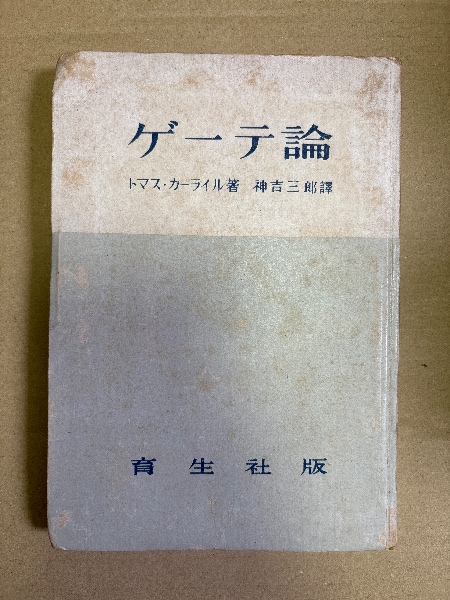 ゲーテ論
トマス・カーライル著 神吉三郎譯
育生社版